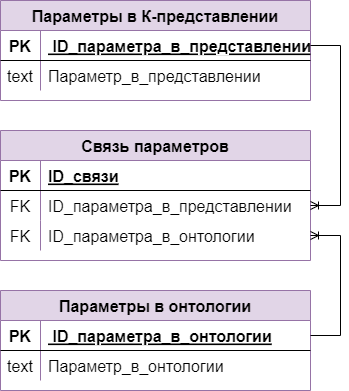 Параметры в К-представлении
PK ID_параметра_в_представлении
text Параметр_в_представлении
Связь параметров
PK ID_связи
FK ID_параметра_в_представлении
FK ID_параметра_в_онтологии
Параметры в онтологии
PK ID_параметра_в_онтологии
text Параметр_в_онтологии